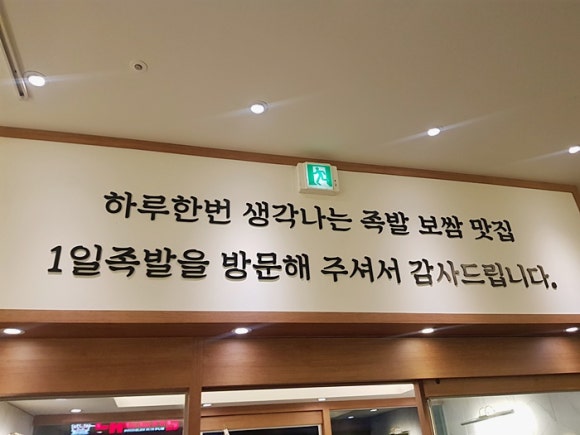 하루한번 생각나는 족발 보쌈 맛집
1일족발을 방문해 주셔서 감사드립니다.